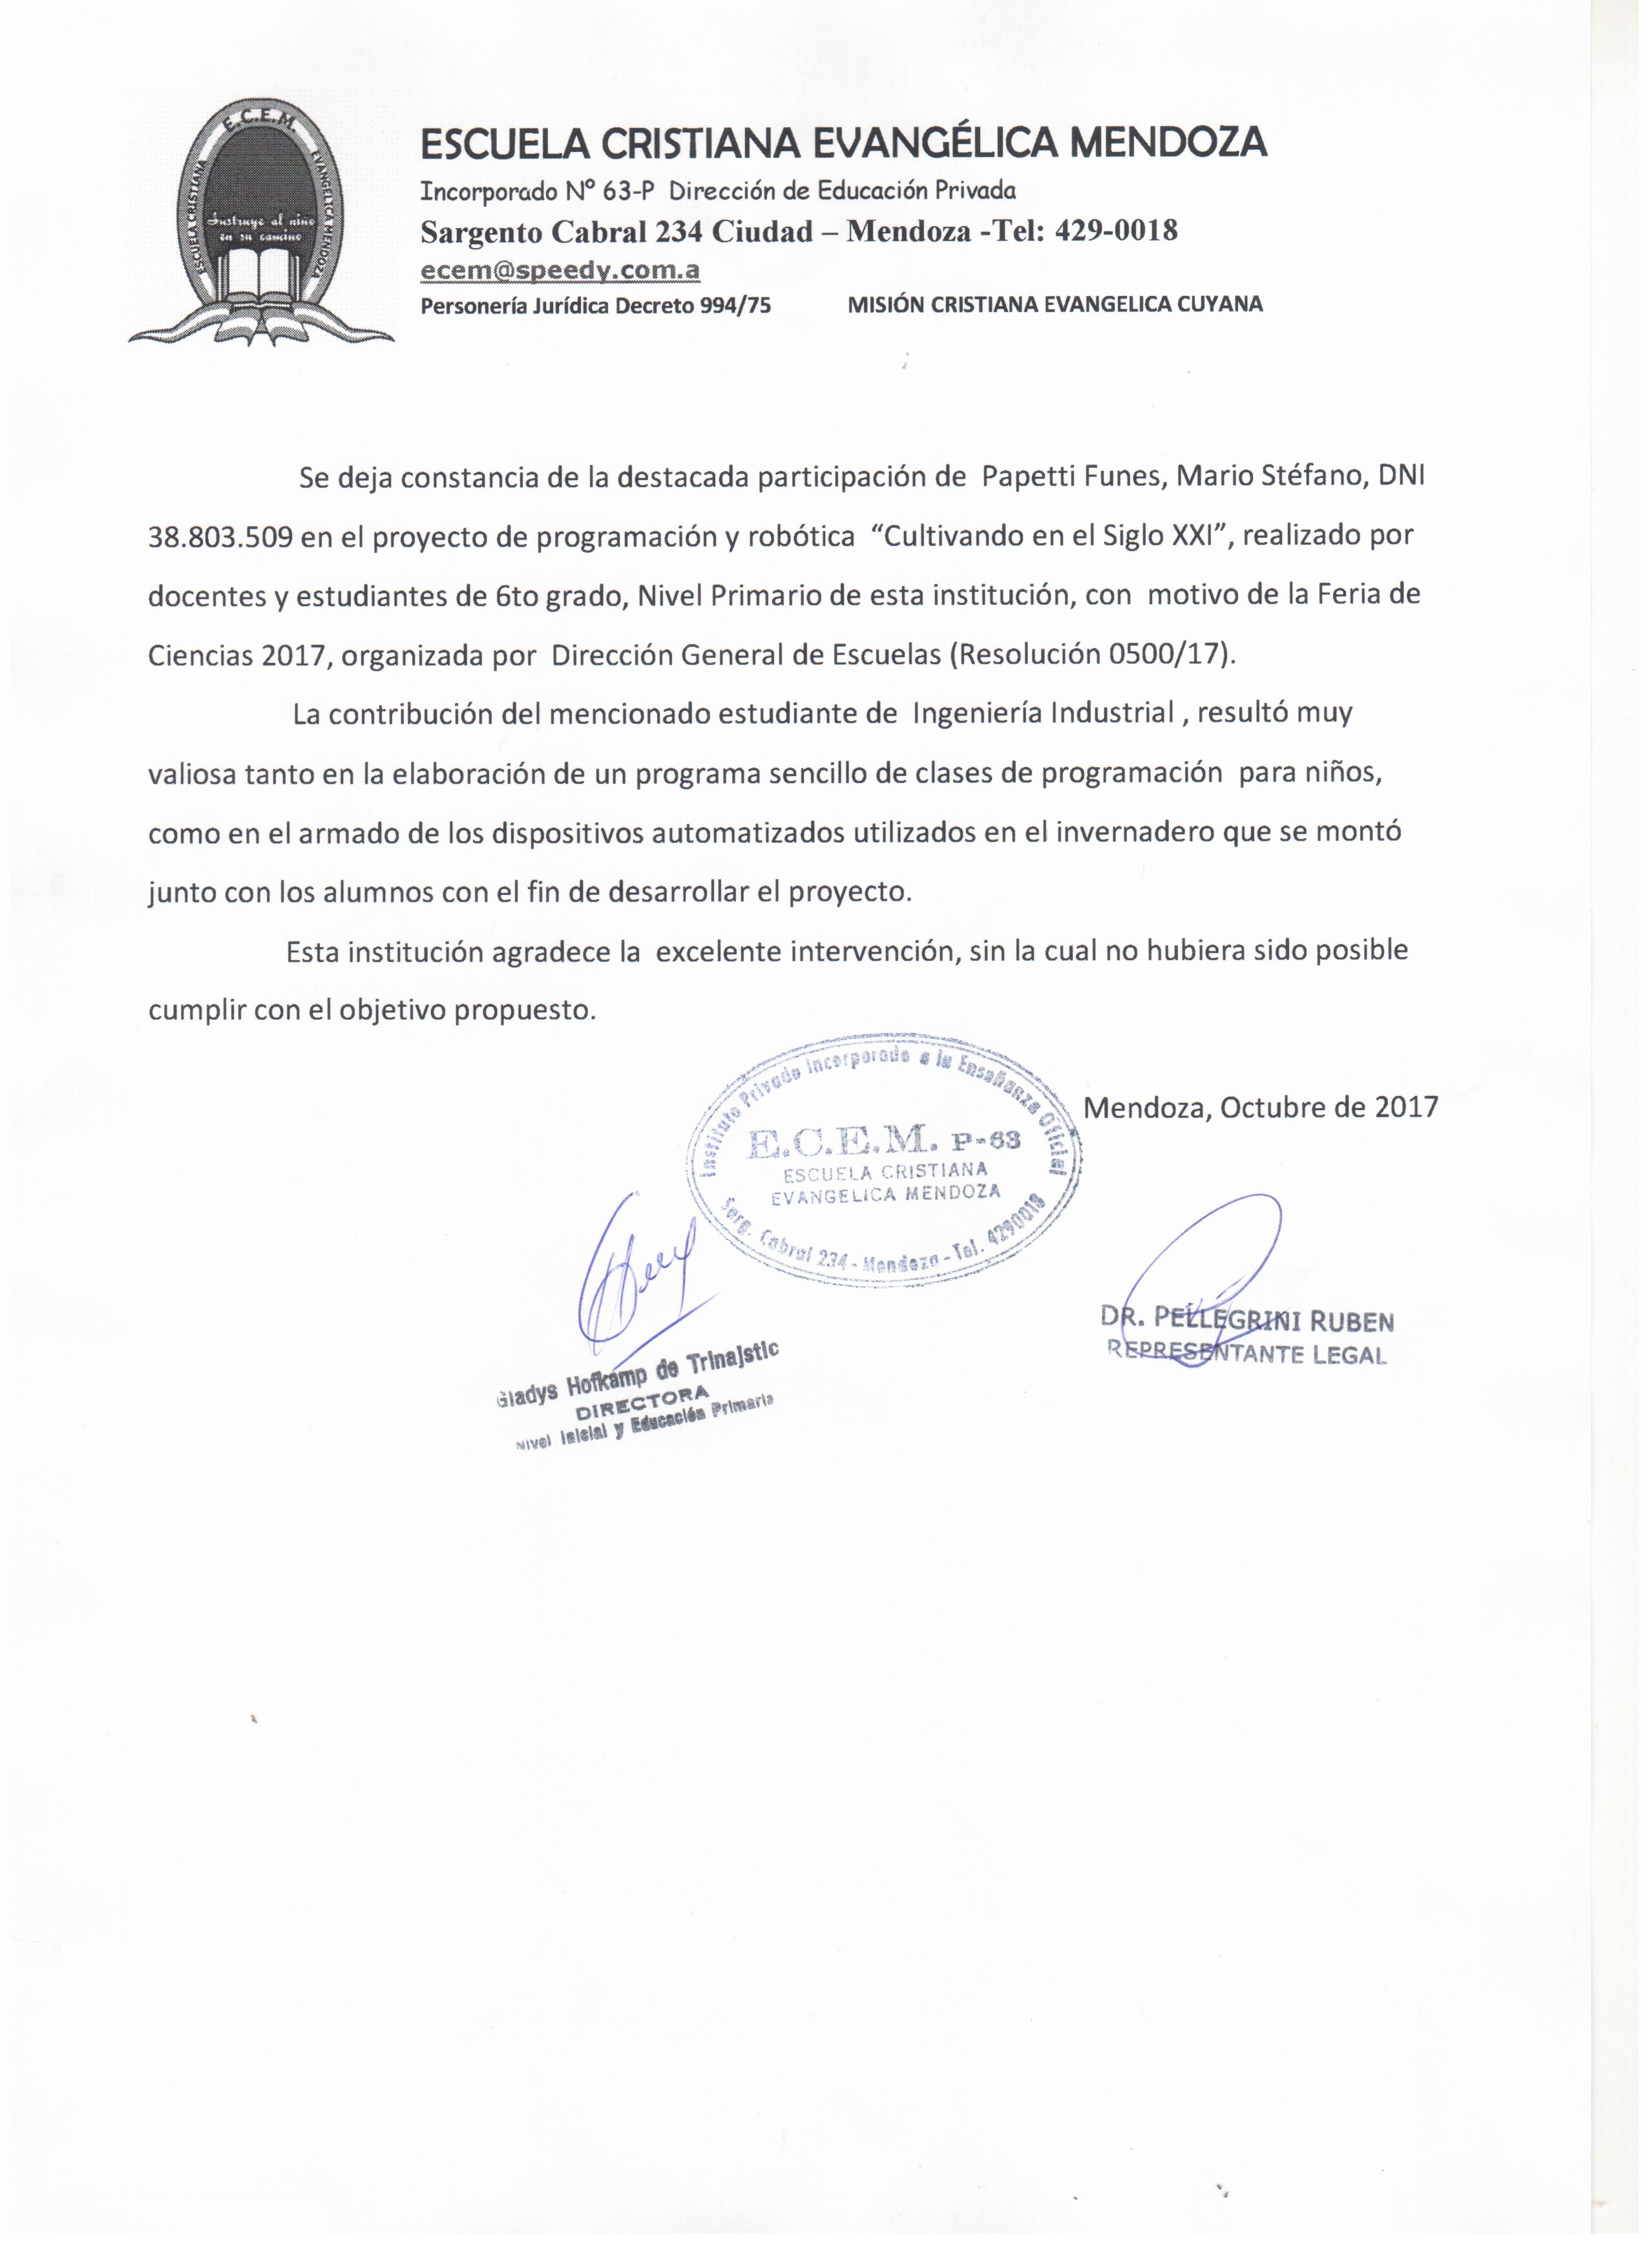 E.C.E.M.
ESCUELA CRISTIANA EVANGELICA MENDOZA
Instruye al niño
en su camino
ESCUELA CRISTIANA EVANGÉLICA MENDOZA
Incorporado Nº 63-P Dirección de Educación Privada
Sargento Cabral 234 Ciudad – Mendoza -Tel: 429-0018
ecem@speedy.com.a
Personería Jurídica Decreto 994/75 MISIÓN CRISTIANA EVANGELICA CUYANA
Se deja constancia de la destacada participación de Papetti Funes, Mario Stéfano, DNI
38.803.509 en el proyecto de programación y robótica “Cultivando en el Siglo XXI”, realizado por
docentes y estudiantes de 6to grado, Nivel Primario de esta institución, con motivo de la Feria de
Ciencias 2017, organizada por Dirección General de Escuelas (Resolución 0500/17).
La contribución del mencionado estudiante de Ingeniería Industrial , resultó muy
valiosa tanto en la elaboración de un programa sencillo de clases de programación para niños,
como en el armado de los dispositivos automatizados utilizados en el invernadero que se montó
junto con los alumnos con el fin de desarrollar el proyecto.
Esta institución agradece la excelente intervención, sin la cual no hubiera sido posible
cumplir con el objetivo propuesto.
Mendoza, Octubre de 2017
Instituto Privado Incorporado a la Enseñanza Oficial
E.C.E.M. P-63
ESCUELA CRISTIANA
EVANGELICA MENDOZA
Sarg. Cabral 234 - Mendoza - Tel. 4290018
Gladys Hofkamp de Trinajstic
DIRECTORA
Nivel Inicial y Educación Primaria
DR. PELLEGRINI RUBEN
REPRESENTANTE LEGAL